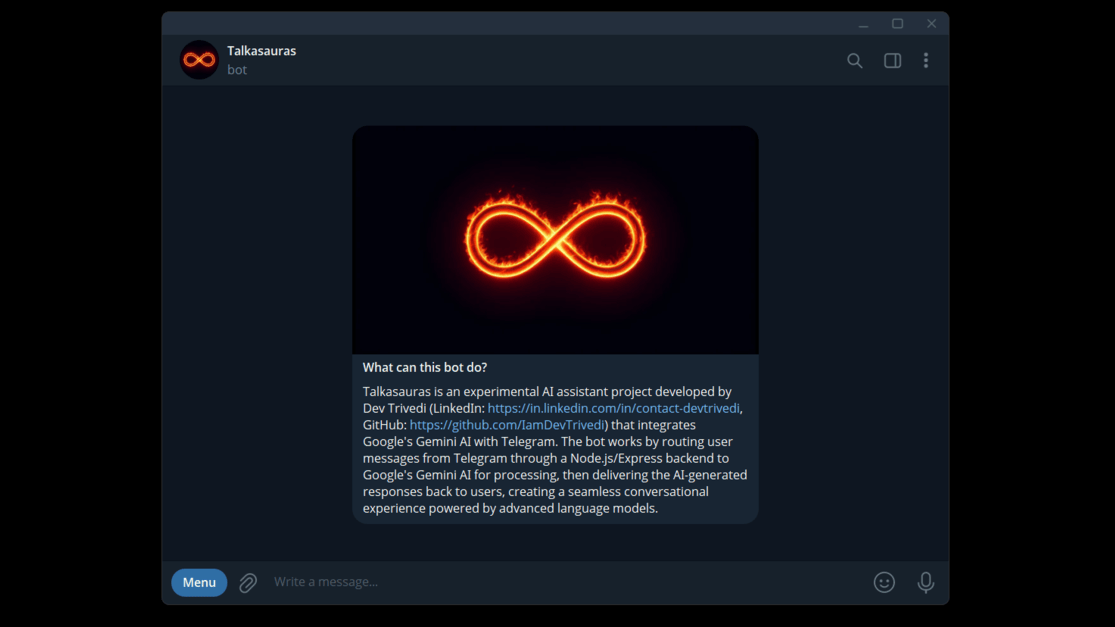 Talkasauras
bot
What can this bot do?
Talkasauras is an experimental AI assistant project developed by
Dev Trivedi (LinkedIn: https://in.linkedin.com/in/contact-devtrivedi,
GitHub: https://github.com/IamDevTrivedi) that integrates
Google's Gemini AI with Telegram. The bot works by routing user
messages from Telegram through a Node.js/Express backend to
Google's Gemini AI for processing, then delivering the AI-generated
responses back to users, creating a seamless conversational
experience powered by advanced language models.
Menu
Write a message...